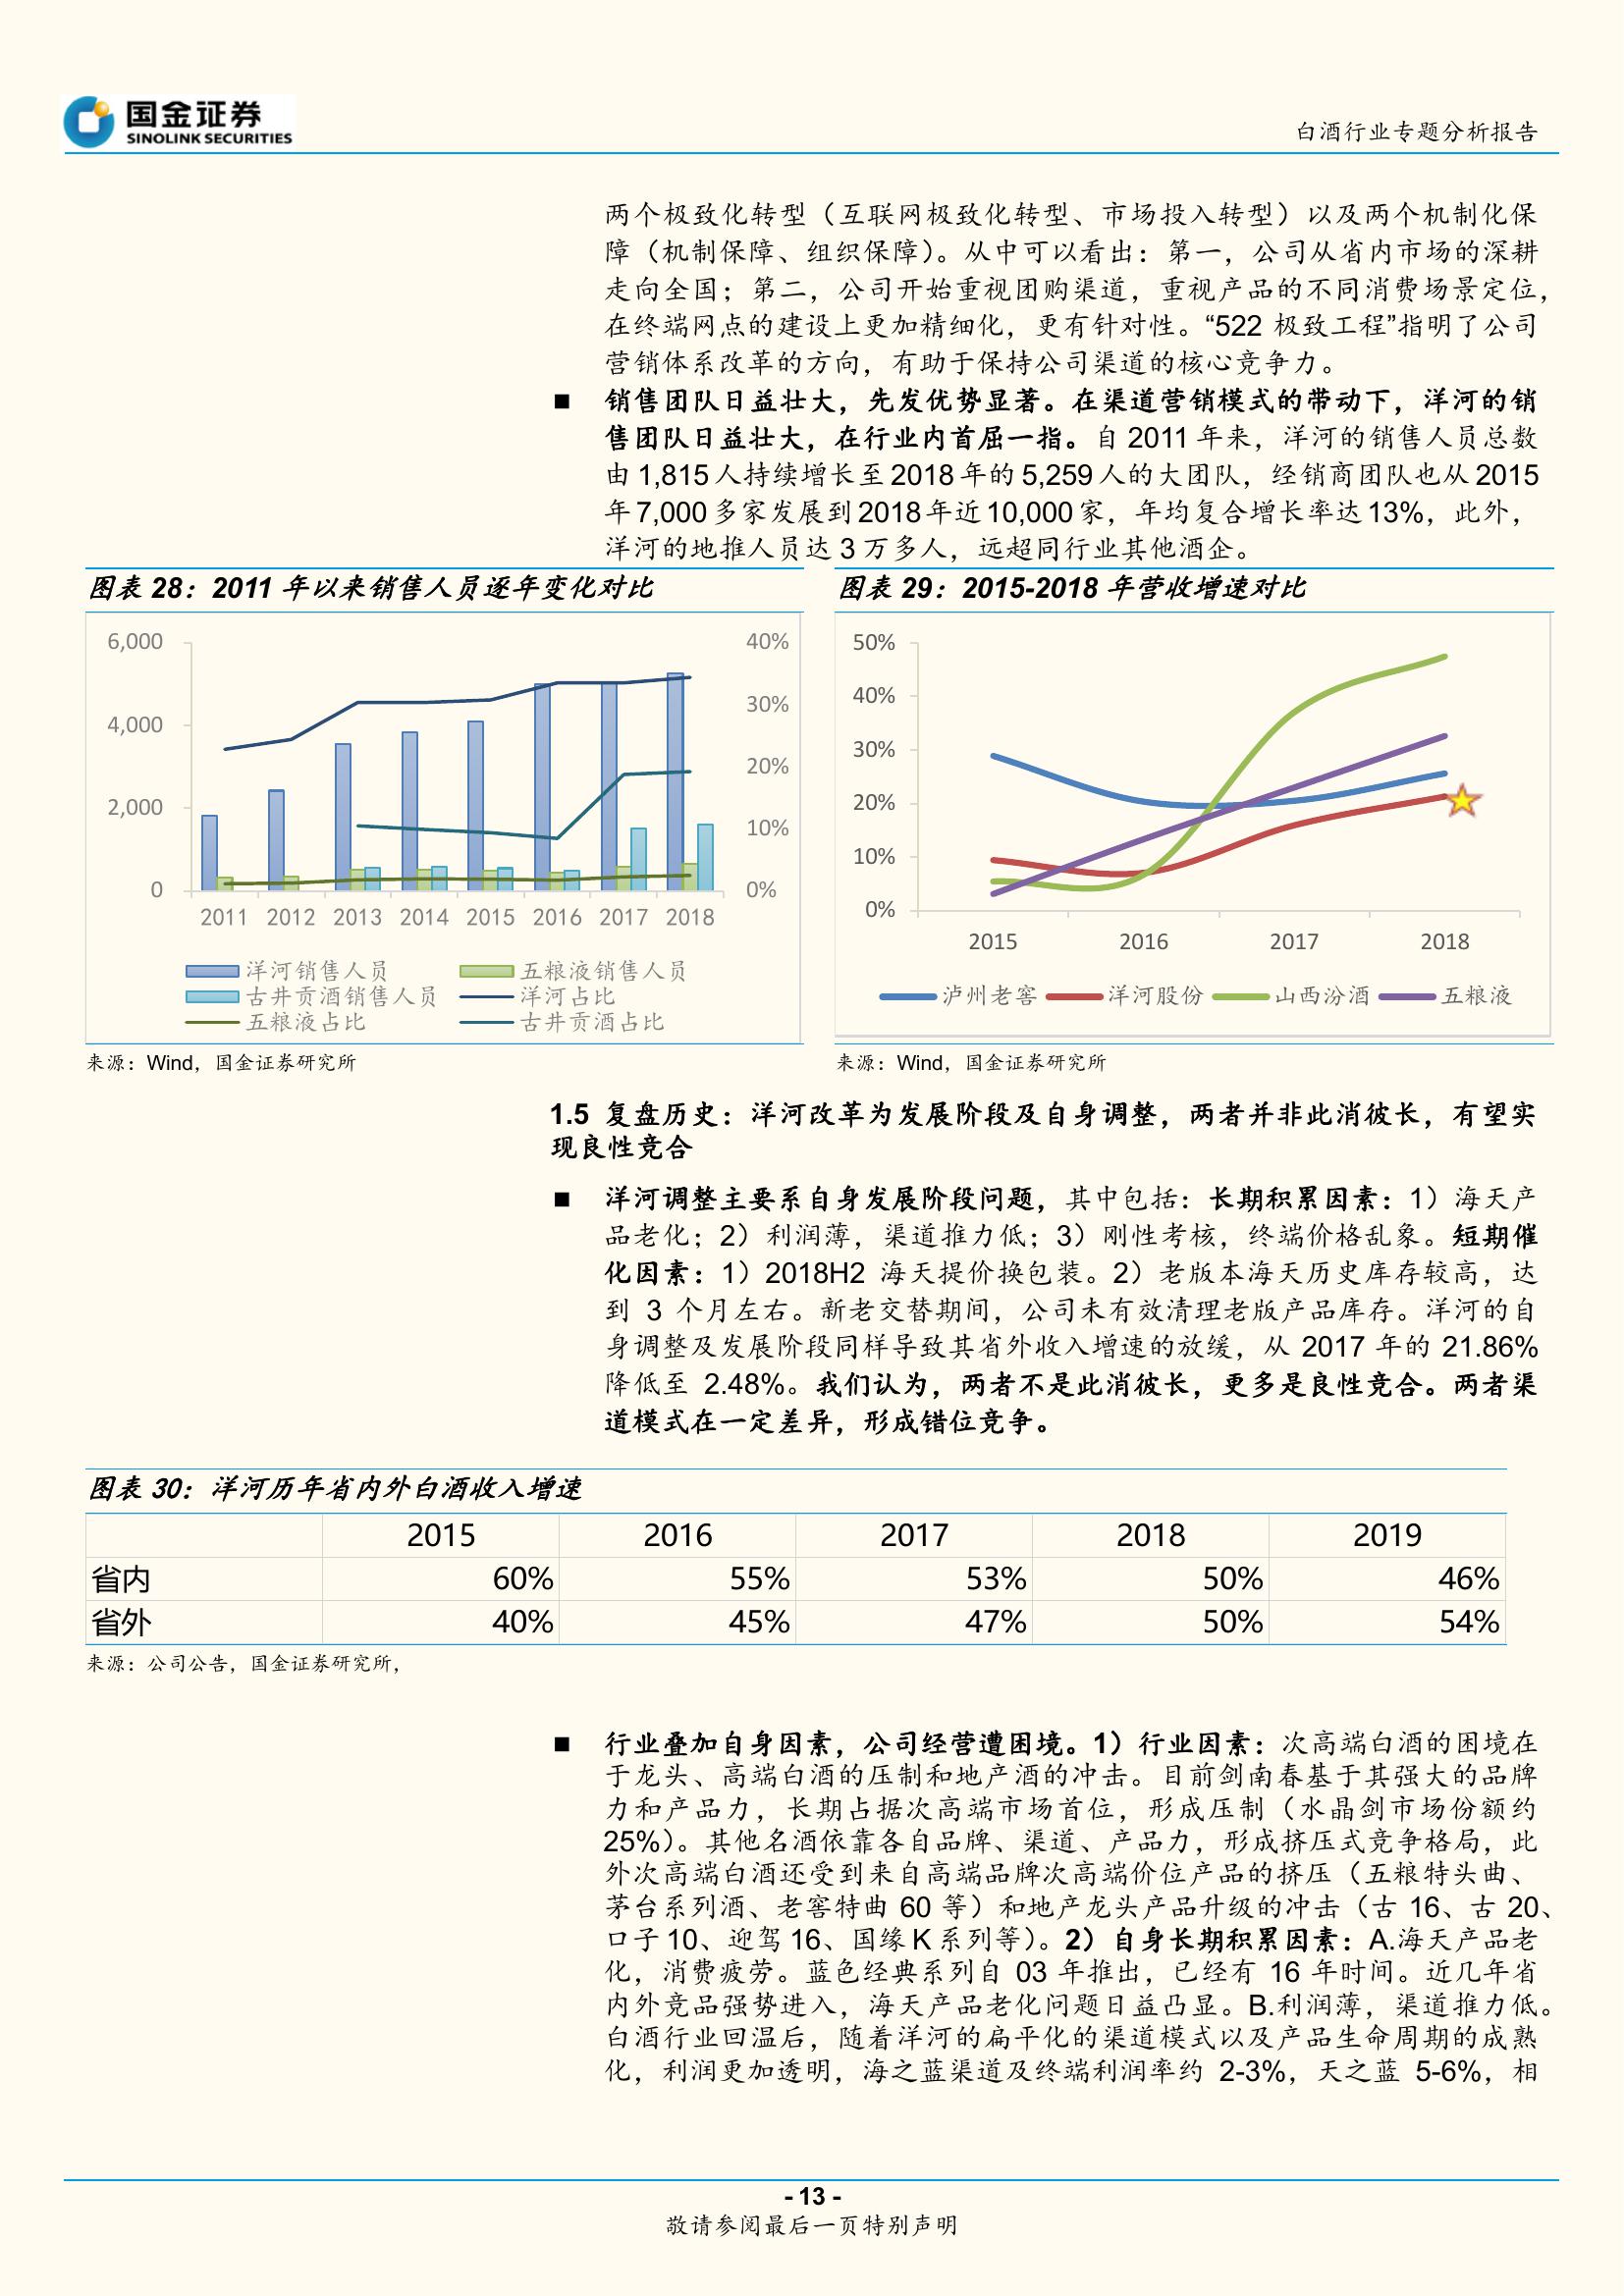 国金证券
SINOLINK SECURITIES
白酒行业专题分析报告
两个极致化转型（互联网极致化转型、市场投入转型）以及两个机制化保
障（机制保障、组织保障）。从中可以看出：第一，公司从省内市场的深耕
走向全国；第二，公司开始重视团购渠道，重视产品的不同消费场景定位，
在终端网点的建设上更加精细化，更有针对性。“522 极致工程”指明了公司
营销体系改革的方向，有助于保持公司渠道的核心竞争力。
■ 销售团队日益壮大，先发优势显著。在渠道营销模式的带动下，洋河的销
售团队日益壮大，在行业内首屈一指。自 2011 年来，洋河的销售人员总数
由 1,815 人持续增长至 2018 年的 5,259 人的大团队，经销商团队也从 2015
年 7,000 多家发展到 2018 年近 10,000 家，年均复合增长率达 13%，此外，
洋河的地推人员达 3 万多人，远超同行业其他酒企。
图表 28：2011 年以来销售人员逐年变化对比
6,000
4,000
2,000
0
40%
30%
20%
10%
0%
2011 2012 2013 2014 2015 2016 2017 2018
洋河销售人员 五粮液销售人员
古井贡酒销售人员 洋河占比
五粮液占比 古井贡酒占比
来源：Wind，国金证券研究所
图表 29：2015-2018 年营收增速对比
50%
40%
30%
20%
10%
0%
2015 2016 2017 2018
泸州老窖 洋河股份 山西汾酒 五粮液
来源：Wind，国金证券研究所
1.5 复盘历史：洋河改革为发展阶段及自身调整，两者并非此消彼长，有望实
现良性竞合
■ 洋河调整主要系自身发展阶段问题，其中包括：长期积累因素：1）海天产
品老化；2）利润薄，渠道推力低；3）刚性考核，终端价格乱象。短期催
化因素：1）2018H2 海天提价换包装。2）老版本海天历史库存较高，达
到 3 个月左右。新老交替期间，公司未有效清理老版产品库存。洋河的自
身调整及发展阶段同样导致其省外收入增速的放缓，从 2017 年的 21.86%
降低至 2.48%。我们认为，两者不是此消彼长，更多是良性竞合。两者渠
道模式在一定差异，形成错位竞争。
图表 30：洋河历年省内外白酒收入增速
2015 2016 2017 2018 2019
省内 60% 55% 53% 50% 46%
省外 40% 45% 47% 50% 54%
来源：公司公告，国金证券研究所，
■ 行业叠加自身因素，公司经营遭困境。1）行业因素：次高端白酒的困境在
于龙头、高端白酒的压制和地产酒的冲击。目前剑南春基于其强大的品牌
力和产品力，长期占据次高端市场首位，形成压制（水晶剑市场份额约
25%）。其他名酒依靠各自品牌、渠道、产品力，形成挤压式竞争格局，此
外次高端白酒还受到来自高端品牌次高端价位产品的挤压（五粮特头曲、
茅台系列酒、老窖特曲 60 等）和地产龙头产品升级的冲击（古 16、古 20、
口子 10、迎驾 16、国缘 K 系列等）。2）自身长期积累因素：A.海天产品老
化，消费疲劳。蓝色经典系列自 03 年推出，已经有 16 年时间。近几年省
内外竞品强势进入，海天产品老化问题日益凸显。B.利润薄，渠道推力低。
白酒行业回温后，随着洋河的扁平化的渠道模式以及产品生命周期的成熟
化，利润更加透明，海之蓝渠道及终端利润率约 2-3%，天之蓝 5-6%，相
- 13 -
敬请参阅最后一页特别声明